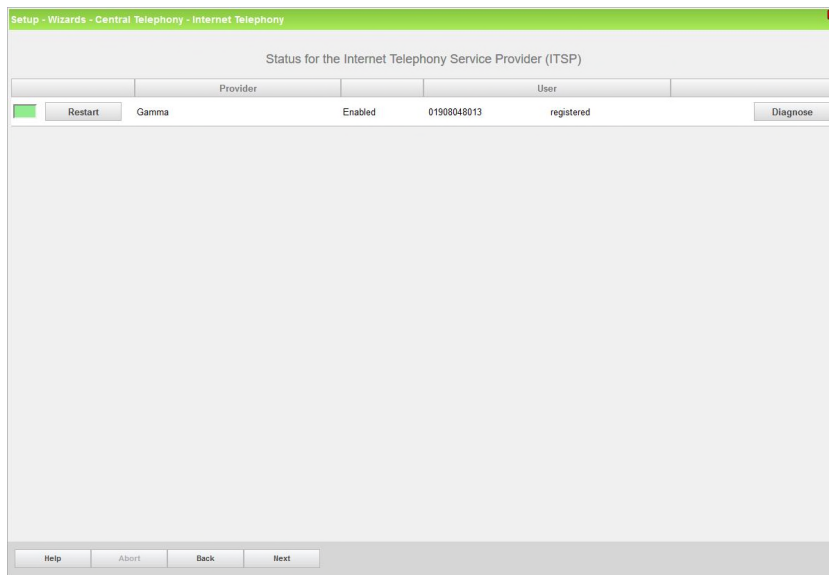 Setup - Wizards - Central Telephony - Internet Telephony
Status for the Internet Telephony Service Provider (ITSP)
Provider User
Restart Gamma Enabled 01908048013 registered Diagnose
Help Abort Back Next